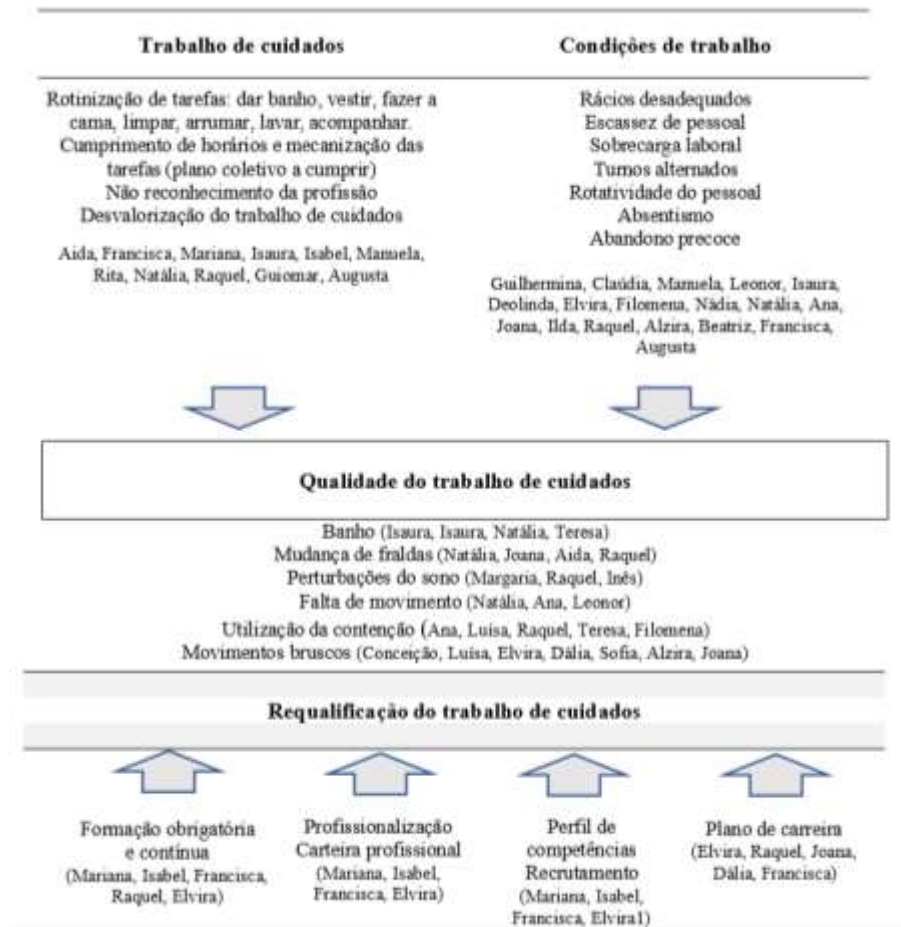 Trabalho de cuidados
Condições de trabalho
Rotinização de tarefas: dar banho, vestir, fazer a
cama, limpar, arrumar, lavar, acompanhar.
Cumprimento de horários e mecanização das
tarefas (plano coletivo a cumprir)
Não reconhecimento da profissão
Desvalorização do trabalho de cuidados
Aida, Francisca, Mariana, Isaura, Isabel, Manuela,
Rita, Natália, Raquel, Guiomar, Augusta
Rácios desadequados
Escassez de pessoal
Sobrecarga laboral
Turnos alternados
Rotatividade do pessoal
Absentismo
Abandono precoce
Guilhermina, Claúdia, Manuela, Leonor, Isaura,
Deolinda, Elvira, Filomena, Nádia, Natália, Ana,
Joana, Ilda, Raquel, Alzira, Beatriz, Francisca,
Augusta
Qualidade do trabalho de cuidados
Banho (Isaura, Isaura, Natália, Teresa)
Mudança de fraldas (Natália, Joana, Aida, Raquel)
Perturbações do sono (Margaria, Raquel, Inês)
Falta de movimento (Natália, Ana, Leonor)
Utilização da contenção (Ana, Luísa, Raquel, Teresa, Filomena)
Movimentos bruscos (Conceição, Luísa, Elvira, Dália, Sofia, Alzira, Joana)
Requalificação do trabalho de cuidados
Formação obrigatória
e contínua
(Mariana, Isabel, Francisca,
Raquel, Elvira)
Profissionalização
Carteira profissional
(Mariana, Isabel,
Francisca, Elvira)
Perfil de
competências
Recrutamento
(Mariana, Isabel,
Francisca, Elvira1)
Plano de carreira
(Elvira, Raquel, Joana,
Dália, Francisca)